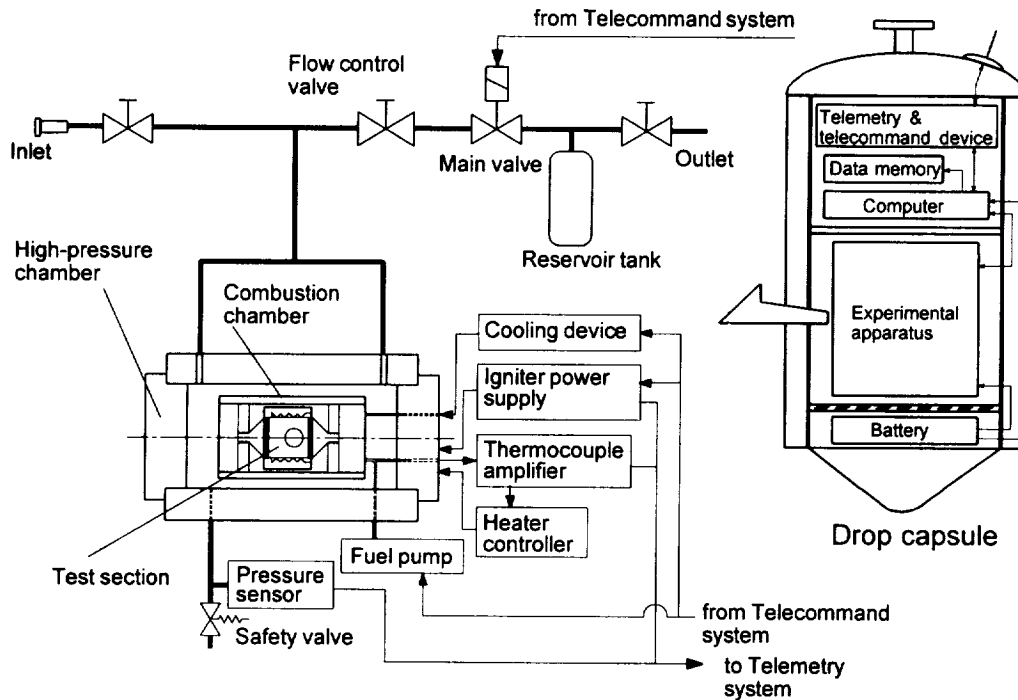 from Telecommand system
Flow control
valve
Inlet
Main valve
Outlet
Reservoir tank
High-pressure
chamber
Combustion
chamber
Cooling device
Igniter power
supply
Thermocouple
amplifier
Heater
controller
Fuel pump
Test section
Pressure
sensor
Safety valve
from Telecommand
system
to Telemetry
system
Telemetry &
telecommand device
Data memory
Computer
Experimental
apparatus
Battery
Drop capsule